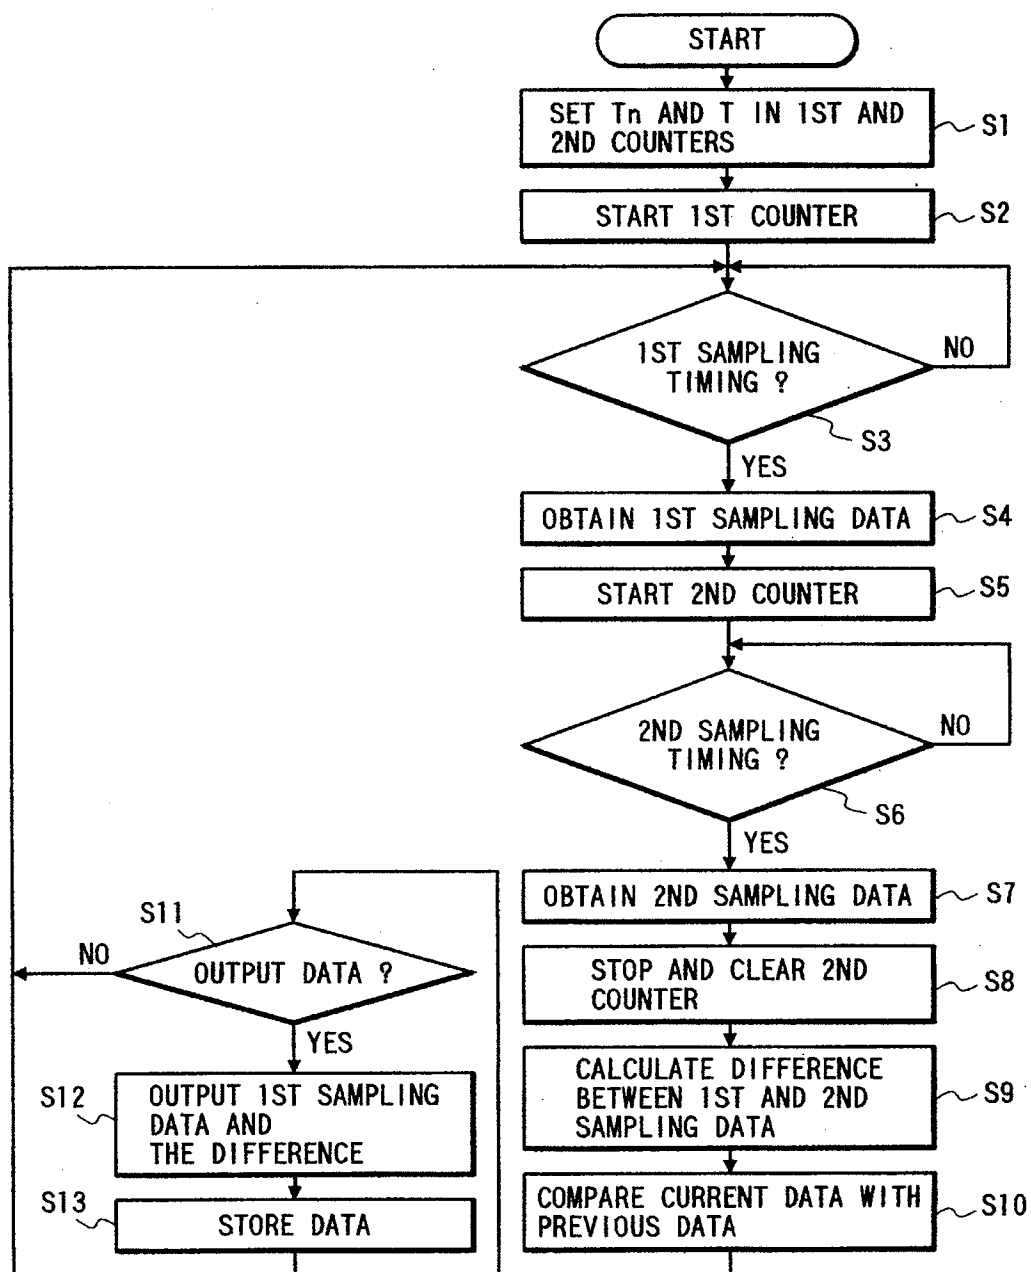 START
SET Tn AND T IN 1ST AND
2ND COUNTERS
S1
START 1ST COUNTER
S2
1ST SAMPLING
TIMING ?
NO
S3
YES
OBTAIN 1ST SAMPLING DATA
S4
START 2ND COUNTER
S5
2ND SAMPLING
TIMING ?
NO
S6
YES
OBTAIN 2ND SAMPLING DATA
S7
STOP AND CLEAR 2ND
COUNTER
S8
CALCULATE DIFFERENCE
BETWEEN 1ST AND 2ND
SAMPLING DATA
S9
COMPARE CURRENT DATA WITH
PREVIOUS DATA
S10
S11
NO
OUTPUT DATA ?
YES
S12
OUTPUT 1ST SAMPLING
DATA AND
THE DIFFERENCE
S13
STORE DATA